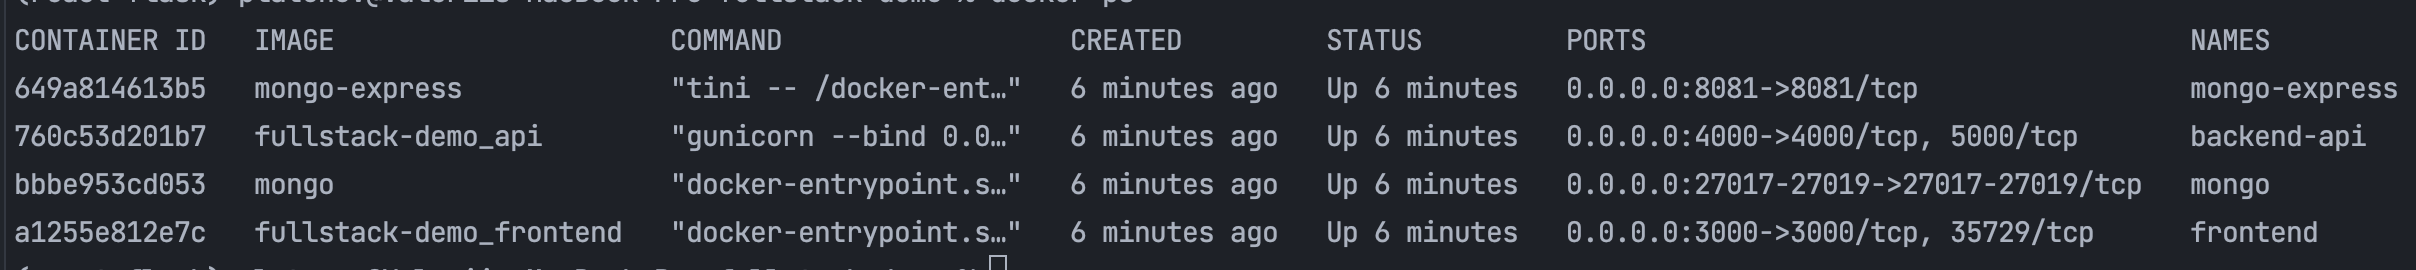 CONTAINER ID IMAGE COMMAND CREATED STATUS PORTS NAMES
649a814613b5 mongo-express "tini -- /docker-ent…" 6 minutes ago Up 6 minutes 0.0.0.0:8081->8081/tcp mongo-express
760c53d201b7 fullstack-demo_api "gunicorn --bind 0.0…" 6 minutes ago Up 6 minutes 0.0.0.0:4000->4000/tcp, 5000/tcp backend-api
bbbe953cd053 mongo "docker-entrypoint.s…" 6 minutes ago Up 6 minutes 0.0.0.0:27017-27019->27017-27019/tcp mongo
a1255e812e7c fullstack-demo_frontend "docker-entrypoint.s…" 6 minutes ago Up 6 minutes 0.0.0.0:3000->3000/tcp, 35729/tcp frontend